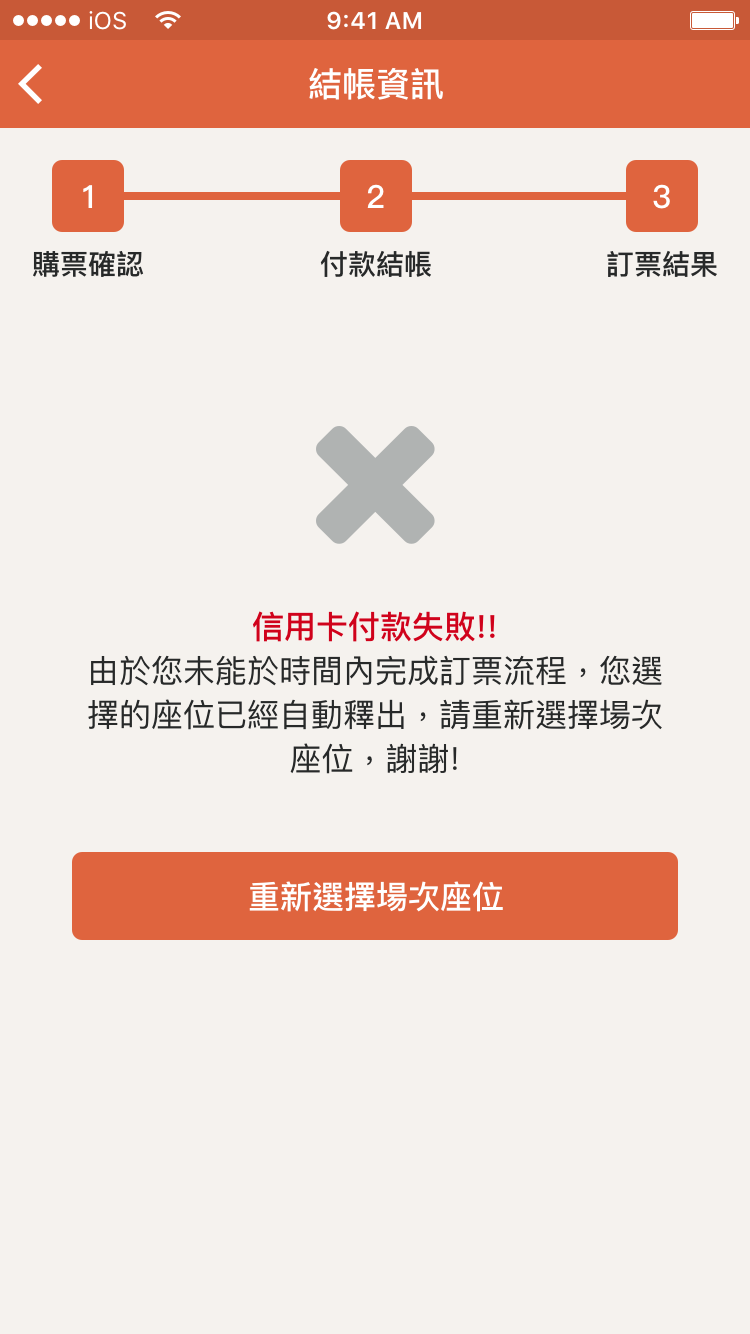 iOS 9:41 AM
結帳資訊
1 2 3
購票確認 付款結帳 訂票結果
信用卡付款失敗!!
由於您未能於時間內完成訂票流程，您選
擇的座位已經自動釋出，請重新選擇場次
座位，謝謝!
重新選擇場次座位